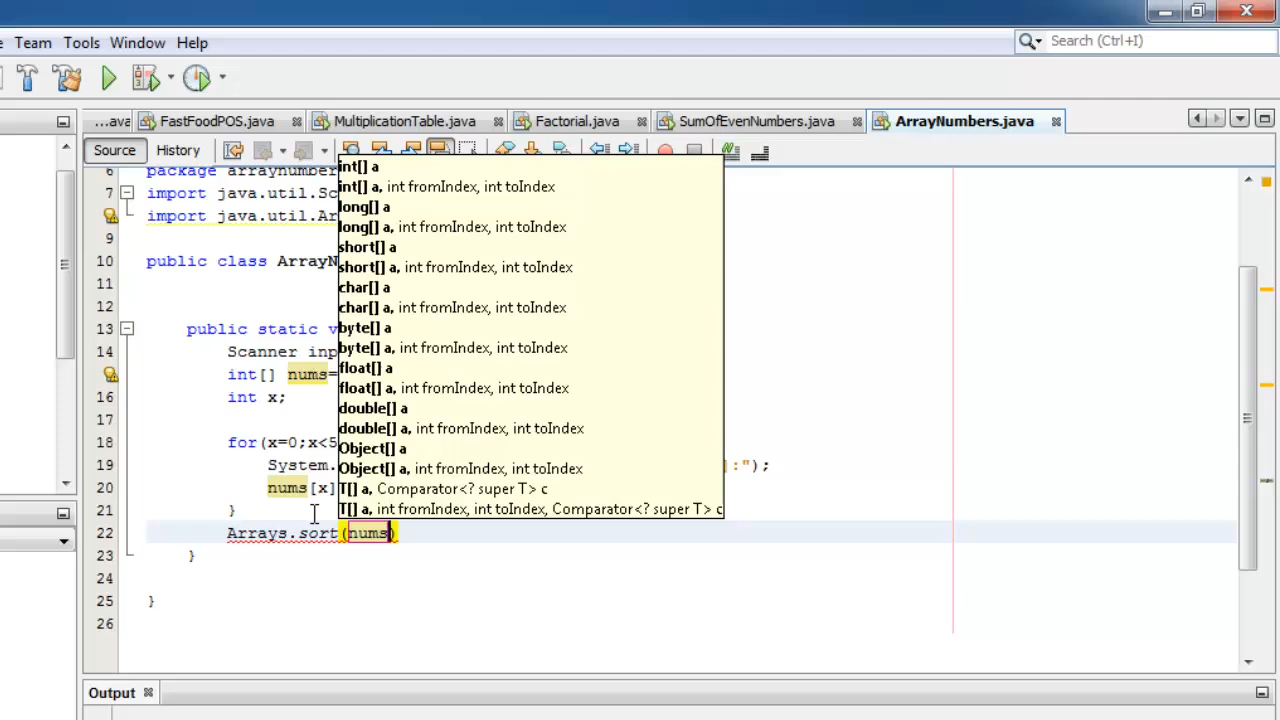 e Team Tools Window Help
Search (Ctrl+I)
...ava FastFoodPOS.java MultiplicationTable.java Factorial.java SumOfEvenNumbers.java ArrayNumbers.java
Source History
int[] a
int[] a, int fromIndex, int toIndex
long[] a
long[] a, int fromIndex, int toIndex
short[] a
short[] a, int fromIndex, int toIndex
char[] a
char[] a, int fromIndex, int toIndex
byte[] a
byte[] a, int fromIndex, int toIndex
float[] a
float[] a, int fromIndex, int toIndex
double[] a
double[] a, int fromIndex, int toIndex
Object[] a
Object[] a, int fromIndex, int toIndex
T[] a, Comparator<? super T> c
T[] a, int fromIndex, int toIndex, Comparator<? super T> c
6 package arraynumber
7 import java.util.Sc
import java.util.Ar
9
10 public class ArrayN
11
12
13 public static v
14 Scanner inp
int[] nums=
16 int x;
17
18 for(x=0;x<5
19 System. ]:");
20 nums[x]
21 }
22 Arrays.sort(nums)
23 }
24
25 }
26
Output